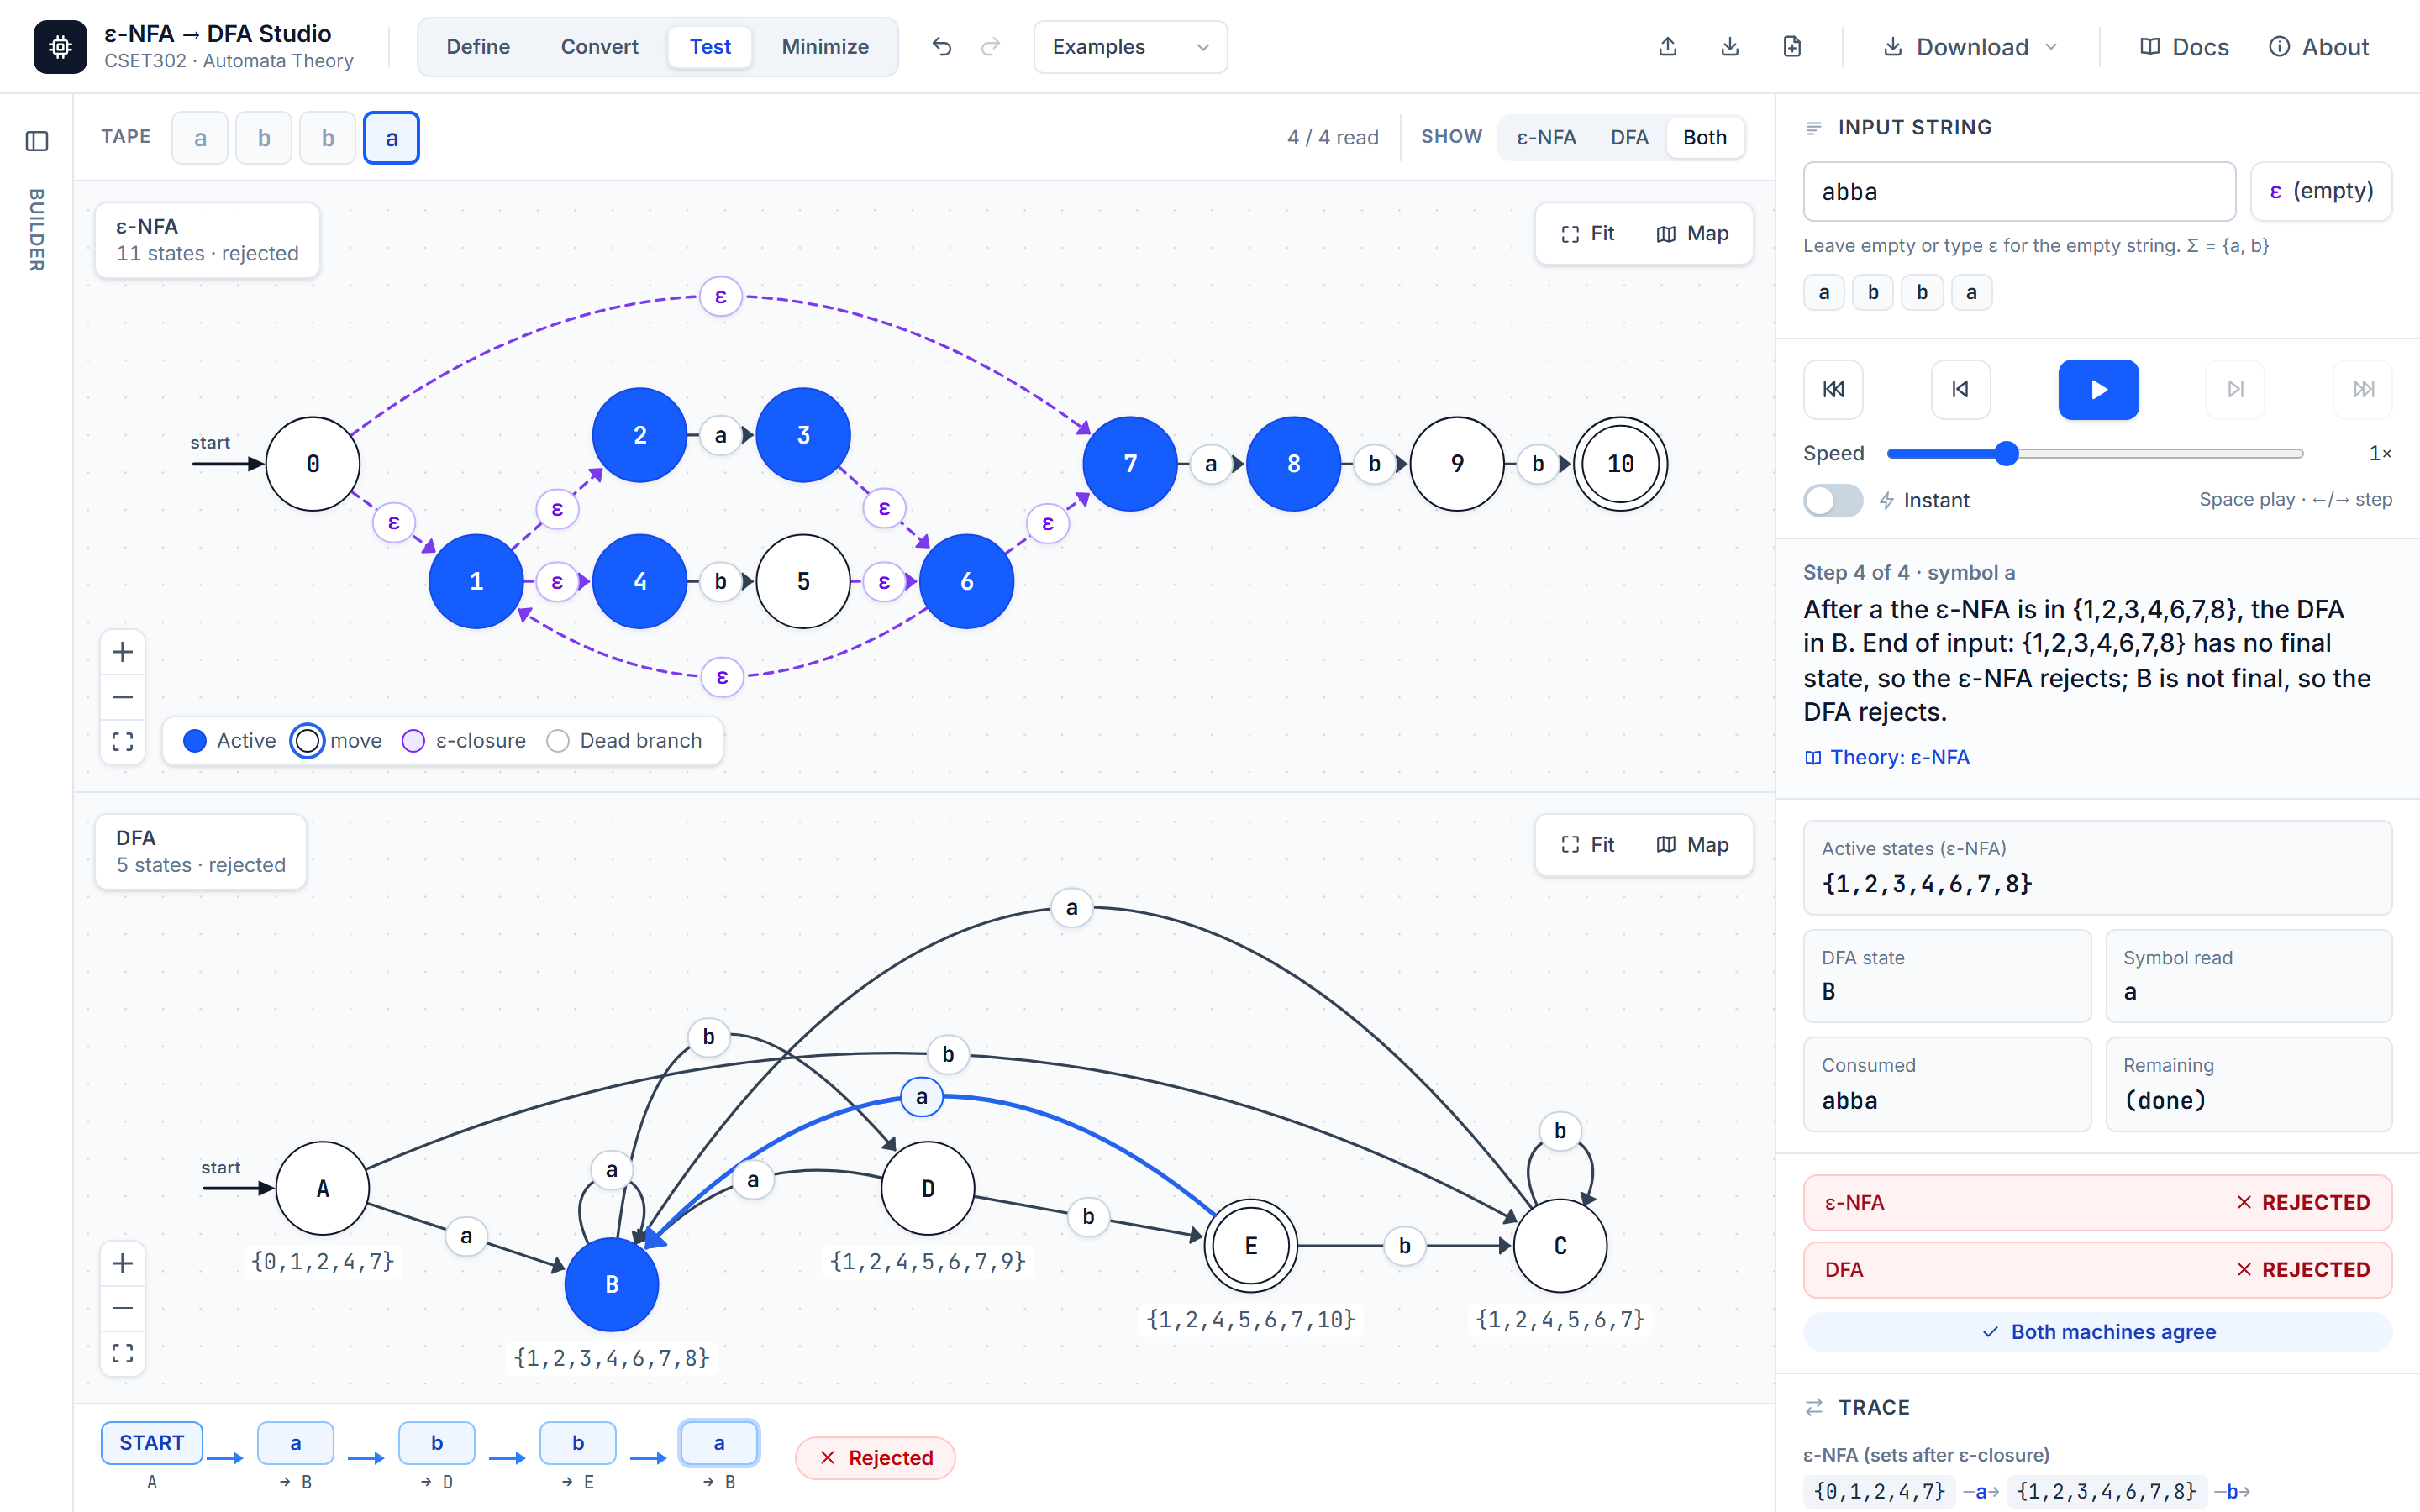 ε-NFA → DFA Studio
CSET302 · Automata Theory
Define Convert Test Minimize
Examples
Download
Docs
About
BUILDER
TAPE a b b a
4 / 4 read
SHOW ε-NFA DFA Both
ε-NFA
11 states · rejected
Fit Map
ε
start
0
2 a 3
7 a 8 b 9 b 10
ε ε ε ε
1 ε 4 b 5 ε 6
ε
Active move ε-closure Dead branch
DFA
5 states · rejected
Fit Map
a
b
b
a
b
start
A
a
a
D
b
a
B
E
b
C
{0,1,2,4,7}
{1,2,4,5,6,7,9}
{1,2,4,5,6,7,10}
{1,2,4,5,6,7}
{1,2,3,4,6,7,8}
START a b b a
A → B → D → E → B
Rejected
INPUT STRING
abba
ε (empty)
Leave empty or type ε for the empty string. Σ = {a, b}
a b b a
Speed 1×
Instant
Space play · ←/→ step
Step 4 of 4 · symbol a
After a the ε-NFA is in {1,2,3,4,6,7,8}, the DFA
in B. End of input: {1,2,3,4,6,7,8} has no final
state, so the ε-NFA rejects; B is not final, so the
DFA rejects.
Theory: ε-NFA
Active states (ε-NFA)
{1,2,3,4,6,7,8}
DFA state
B
Symbol read
a
Consumed
abba
Remaining
(done)
ε-NFA REJECTED
DFA REJECTED
Both machines agree
TRACE
ε-NFA (sets after ε-closure)
{0,1,2,4,7} —a→ {1,2,3,4,6,7,8} —b→